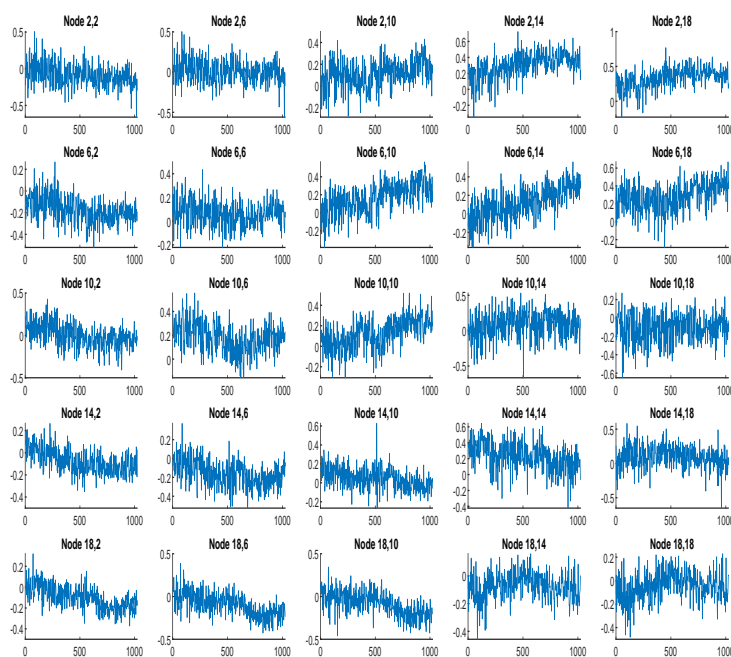 Node 2,2 Node 2,6 Node 2,10 Node 2,14 Node 2,18
0.5 0 -0.5 0.5 0 -0.5 0.4 0.2 0 -0.2 0.6 0.4 0.2 0 -0.2 1 0.5 0
0 500 1000 0 500 1000 0 500 1000 0 500 1000 0 500 1000
Node 6,2 Node 6,6 Node 6,10 Node 6,14 Node 6,18
0.2 0 -0.2 -0.4 0.4 0.2 0 -0.2 0.4 0.2 0 -0.2 0.4 0.2 0 -0.2 0.6 0.4 0.2 0 -0.2
0 500 1000 0 500 1000 0 500 1000 0 500 1000 0 500 1000
Node 10,2 Node 10,6 Node 10,10 Node 10,14 Node 10,18
0.5 0 -0.5 0.4 0.2 0 -0.2 0.4 0.2 0 -0.2 0.5 0 -0.5 0.2 0 -0.2 -0.4 -0.6
0 500 1000 0 500 1000 0 500 1000 0 500 1000 0 500 1000
Node 14,2 Node 14,6 Node 14,10 Node 14,14 Node 14,18
0.2 0 -0.2 -0.4 0.2 0 -0.2 -0.4 0.6 0.4 0.2 0 -0.2 0.6 0.4 0.2 0 -0.2 -0.4 0.5 0 -0.5
0 500 1000 0 500 1000 0 500 1000 0 500 1000 0 500 1000
Node 18,2 Node 18,6 Node 18,10 Node 18,14 Node 18,18
0.2 0 -0.2 -0.4 0.5 0 -0.5 0.5 0 -0.5 0 -0.2 -0.4 0.2 0 -0.2 -0.4
0 500 1000 0 500 1000 0 500 1000 0 500 1000 0 500 1000